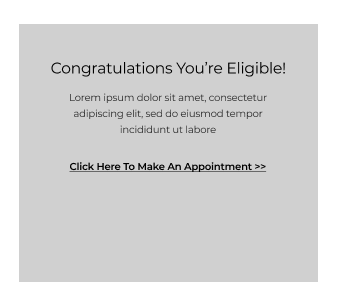 Congratulations You're Eligible!
Lorem ipsum dolor sit amet, consectetur
adipiscing elit, sed do eiusmod tempor
incididunt ut labore
Click Here To Make An Appointment >>